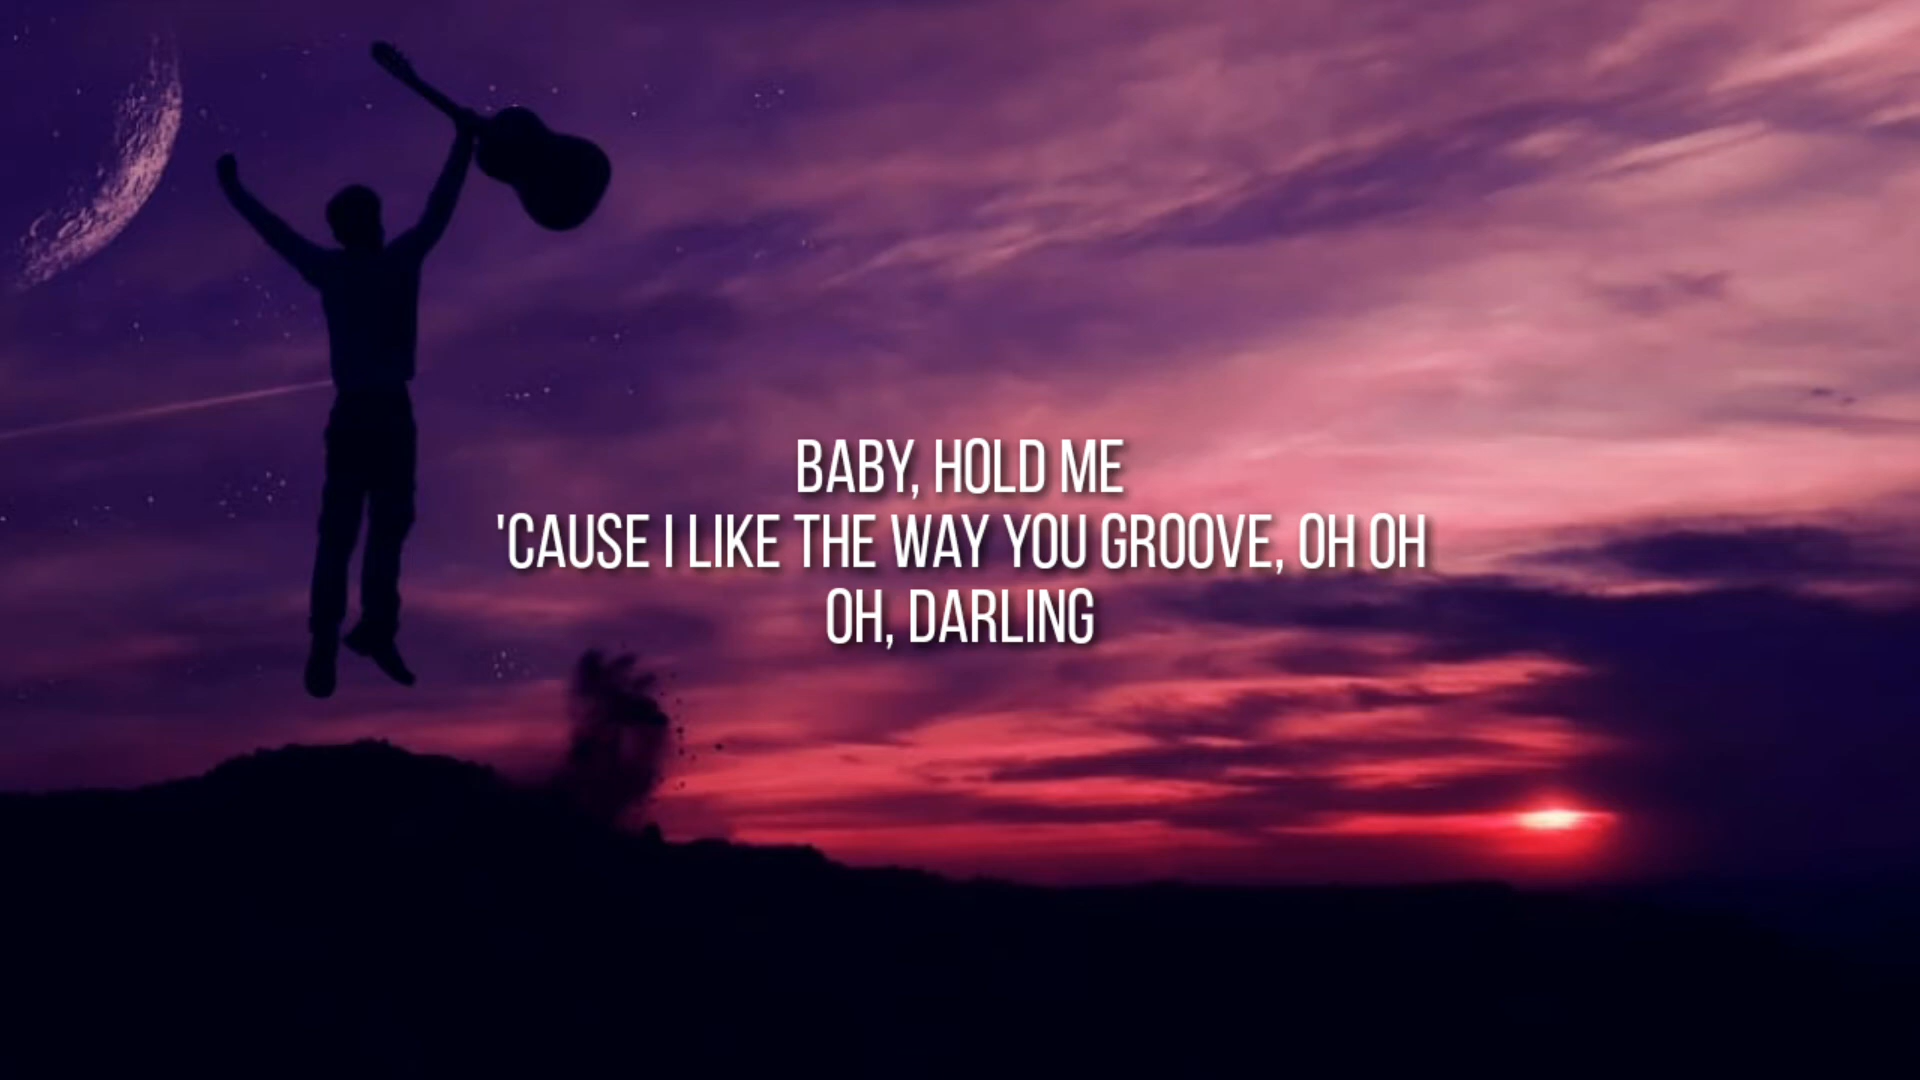 BABY, HOLD ME
'CAUSE I LIKE THE WAY YOU GROOVE, OH OH
OH, DARLING